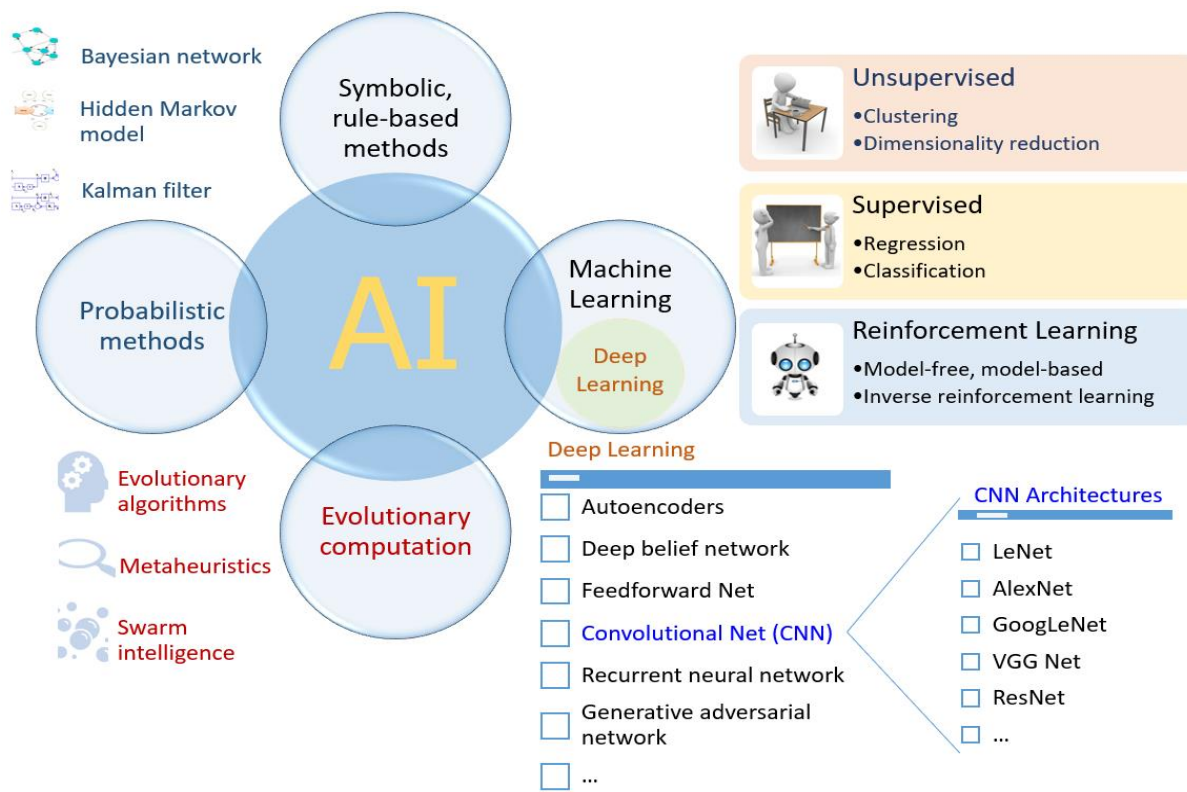 Bayesian network
Hidden Markov
model
Kalman filter
Symbolic,
rule-based
methods
Probabilistic
methods
AI
Machine
Learning
Deep
Learning
Evolutionary
computation
Evolutionary
algorithms
Metaheuristics
Swarm
intelligence
Unsupervised
•Clustering
•Dimensionality reduction
Supervised
•Regression
•Classification
Reinforcement Learning
•Model-free, model-based
•Inverse reinforcement learning
Deep Learning
Autoencoders
Deep belief network
Feedforward Net
Convolutional Net (CNN)
Recurrent neural network
Generative adversarial
network
...
CNN Architectures
LeNet
AlexNet
GoogLeNet
VGG Net
ResNet
...